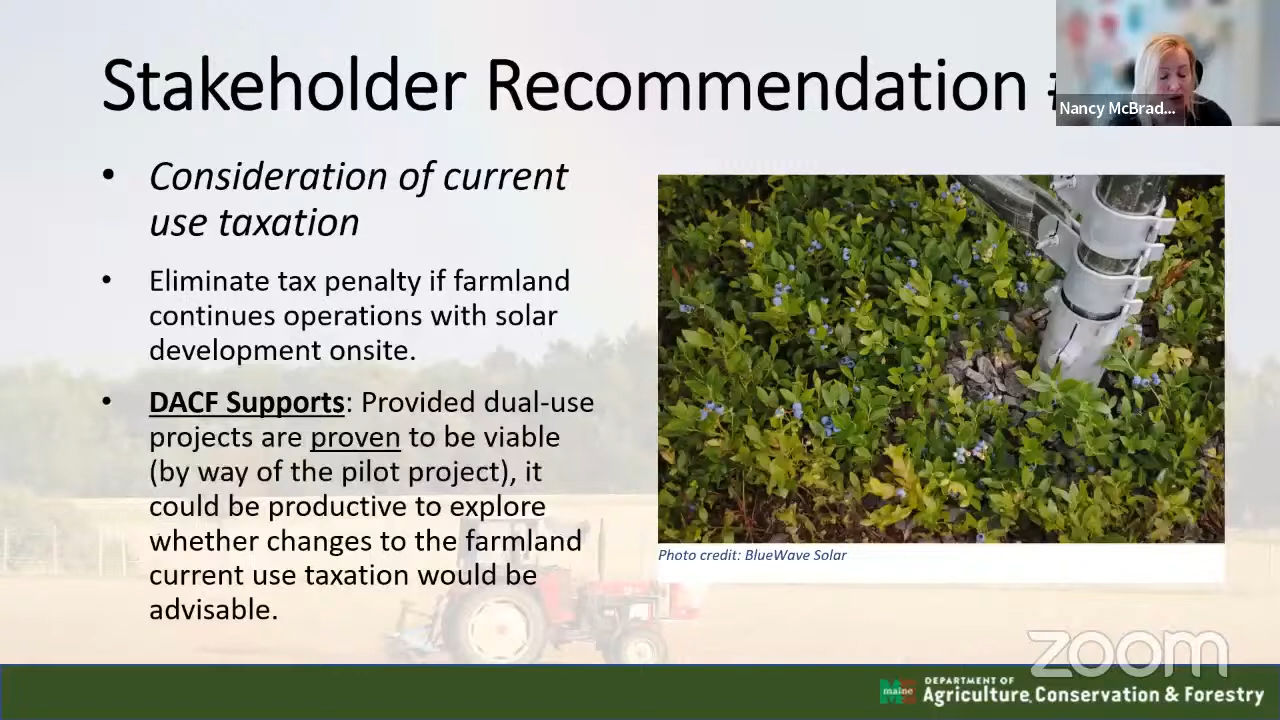 Stakeholder Recommendation
Nancy McBrad...
• Consideration of current
use taxation
• Eliminate tax penalty if farmland
continues operations with solar
development onsite.
• DACF Supports: Provided dual-use
projects are proven to be viable
(by way of the pilot project), it
could be productive to explore
whether changes to the farmland
current use taxation would be
advisable.
Photo credit: BlueWave Solar
zoom
maine
DEPARTMENT OF
Agriculture, Conservation & Forestry